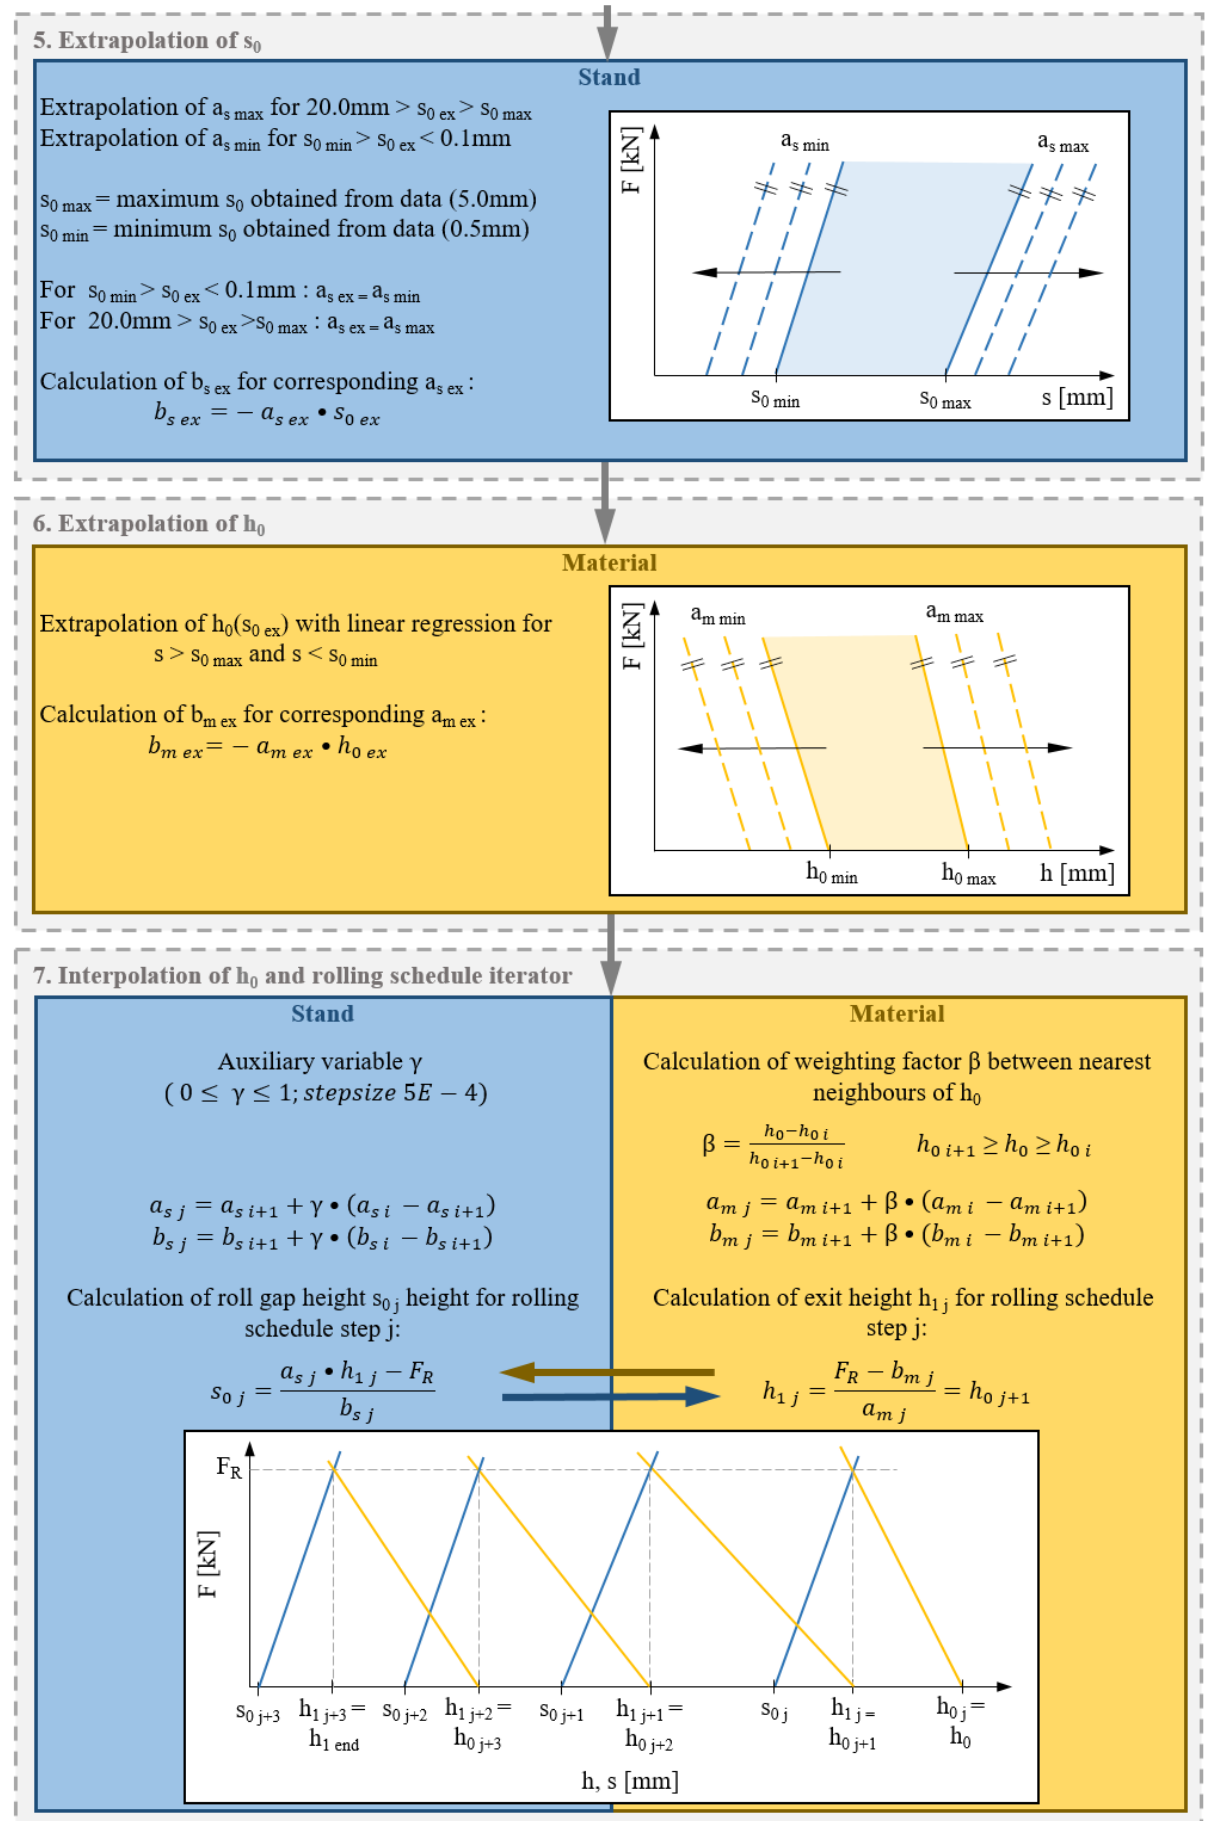 5. Extrapolation of s₀
Stand
Extrapolation of aₛ ₘₐₓ for 20.0mm > s₀ ₑₓ > s₀ ₘₐₓ
Extrapolation of aₛ ₘᵢₙ for s₀ ₘᵢₙ > s₀ ₑₓ < 0.1mm
s₀ ₘₐₓ = maximum s₀ obtained from data (5.0mm)
s₀ ₘᵢₙ = minimum s₀ obtained from data (0.5mm)
For s₀ ₘᵢₙ > s₀ ₑₓ < 0.1mm : aₛ ₑₓ = aₛ ₘᵢₙ
For 20.0mm > s₀ ₑₓ >s₀ ₘₐₓ : aₛ ₑₓ = aₛ ₘₐₓ
Calculation of bₛ ₑₓ for corresponding aₛ ₑₓ :
bₛ ₑₓ = − aₛ ₑₓ • s₀ ₑₓ
F [kN]
aₛ ₘᵢₙ
aₛ ₘₐₓ
s₀ ₘᵢₙ
s₀ ₘₐₓ
s [mm]
6. Extrapolation of h₀
Material
Extrapolation of h₀(s₀ ₑₓ) with linear regression for
s > s₀ ₘₐₓ and s < s₀ ₘᵢₙ
Calculation of bₘ ₑₓ for corresponding aₘ ₑₓ :
bₘ ₑₓ = − aₘ ₑₓ • h₀ ₑₓ
F [kN]
aₘ ₘᵢₙ
aₘ ₘₐₓ
h₀ ₘᵢₙ
h₀ ₘₐₓ
h [mm]
7. Interpolation of h₀ and rolling schedule iterator
Stand
Auxiliary variable γ
( 0 ≤ γ ≤ 1; stepsize 5E − 4)
aₛ ⱼ = aₛ ᵢ₊₁ + γ • (aₛ ᵢ − aₛ ᵢ₊₁)
bₛ ⱼ = bₛ ᵢ₊₁ + γ • (bₛ ᵢ − bₛ ᵢ₊₁)
Calculation of roll gap height s₀ ⱼ height for rolling
schedule step j:
s₀ ⱼ = (aₛ ⱼ • h₁ ⱼ − F_R) / bₛ ⱼ
Material
Calculation of weighting factor β between nearest
neighbours of h₀
β = (h₀−h₀ ᵢ) / (h₀ ᵢ₊₁−h₀ ᵢ) h₀ ᵢ₊₁ ≥ h₀ ≥ h₀ ᵢ
aₘ ⱼ = aₘ ᵢ₊₁ + β • (aₘ ᵢ − aₘ ᵢ₊₁)
bₘ ⱼ = bₘ ᵢ₊₁ + β • (bₘ ᵢ − bₘ ᵢ₊₁)
Calculation of exit height h₁ ⱼ for rolling schedule
step j:
h₁ ⱼ = (F_R − bₘ ⱼ) / aₘ ⱼ = h₀ ⱼ₊₁
F_R
F [kN]
s₀ ⱼ₊₃
h₁ ⱼ₊₃ =
h₁ end
s₀ ⱼ₊₂
h₁ ⱼ₊₂ =
h₀ ⱼ₊₃
s₀ ⱼ₊₁
h₁ ⱼ₊₁ =
h₀ ⱼ₊₂
s₀ ⱼ
h₁ ⱼ =
h₀ ⱼ₊₁
h₀ ⱼ =
h₀
h, s [mm]